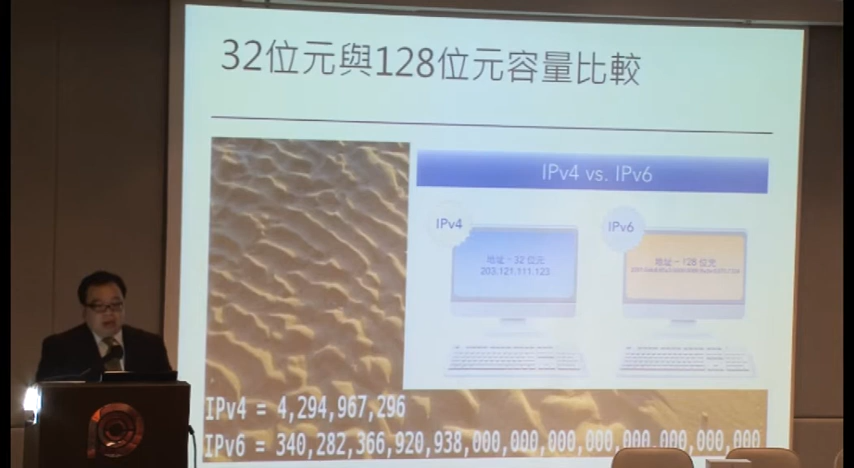 32位元與128位元容量比較
IPv4 vs. IPv6
IPv4
地址－32 位元
203.121.111.123
IPv6
地址－128 位元
IPv4 = 4,294,967,296
IPv6 = 340,282,366,920,938,000,000,000,000,000,000,000,000